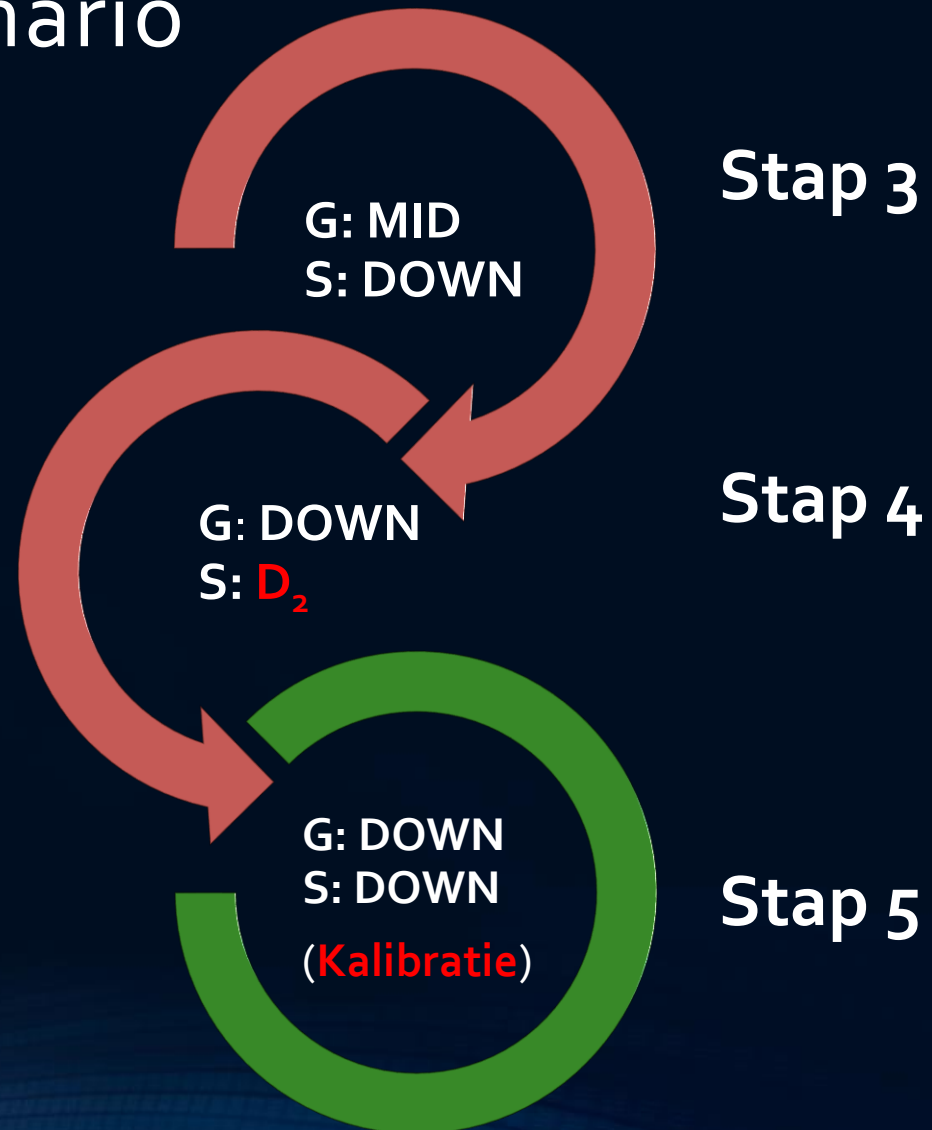 nario
G: MID
S: DOWN
Stap 3
G: DOWN
S: D₂
Stap 4
G: DOWN
S: DOWN
(Kalibratie)
Stap 5